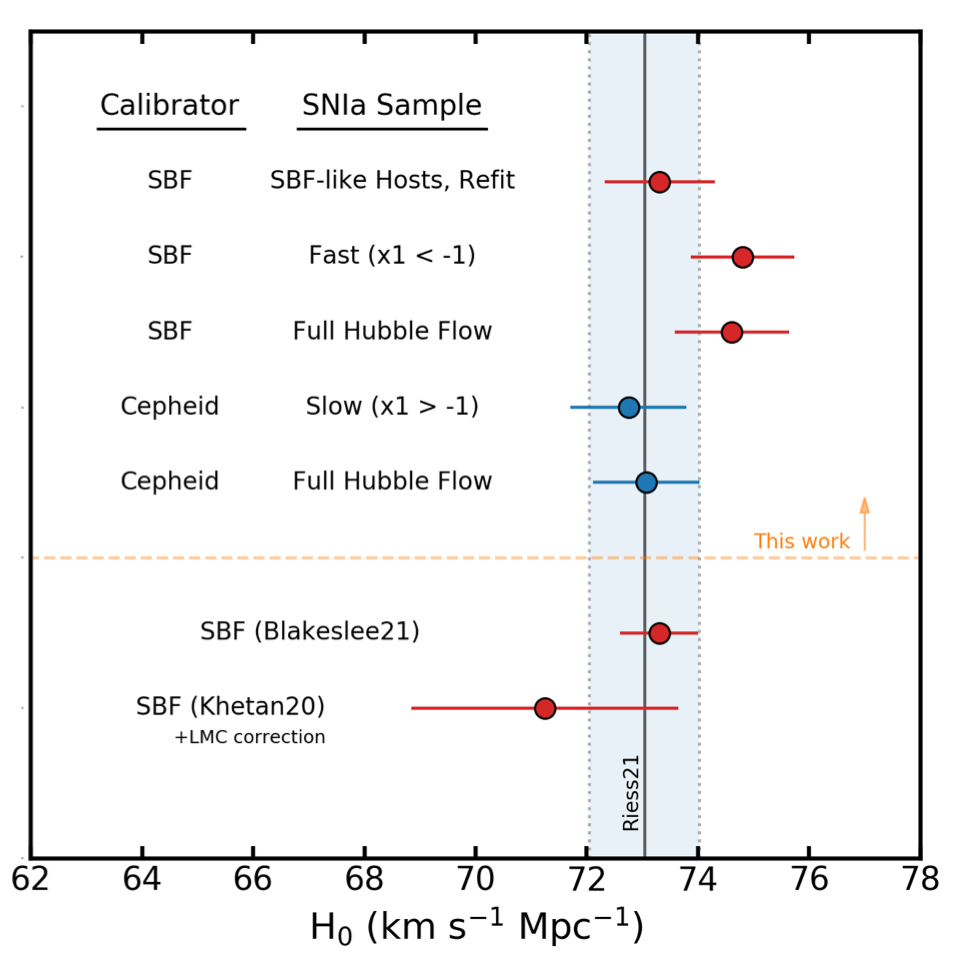 Calibrator SNIa Sample
SBF SBF-like Hosts, Refit
SBF Fast (x1 < -1)
SBF Full Hubble Flow
Cepheid Slow (x1 > -1)
Cepheid Full Hubble Flow
This work
SBF (Blakeslee21)
SBF (Khetan20)
+LMC correction
Riess21
62 64 66 68 70 72 74 76 78
H₀ (km s⁻¹ Mpc⁻¹)